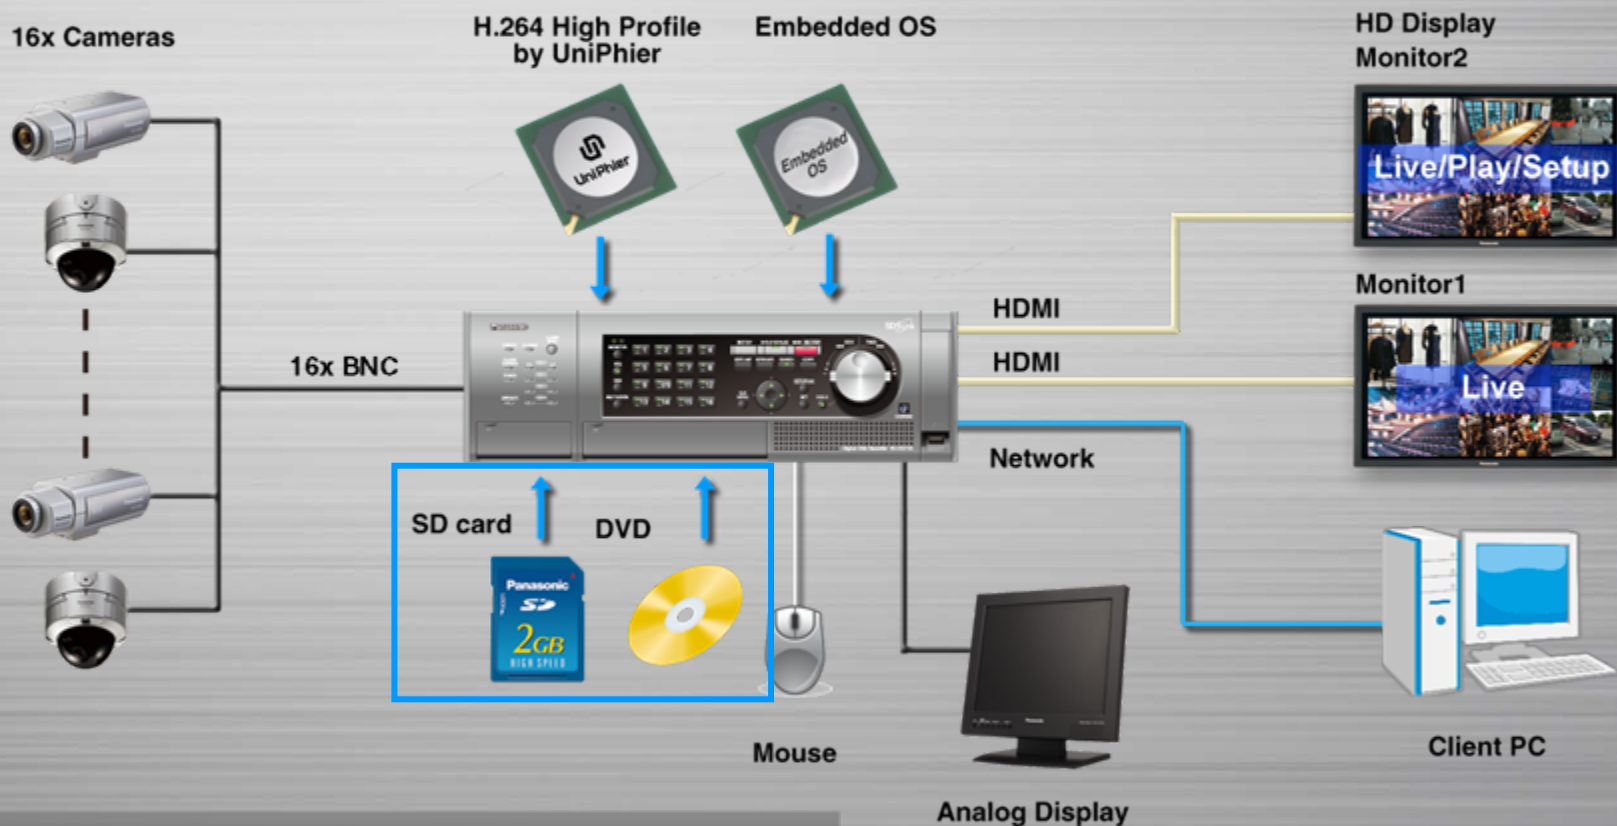 16x Cameras
H.264 High Profile
by UniPhier
Embedded OS
HD Display
Monitor2
UniPhier
Embedded
OS
Live/Play/Setup
Monitor1
HDMI
16x BNC
HDMI
Live
Network
SD card
DVD
Panasonic
SD
2GB
HIGH SPEED
Mouse
Client PC
Analog Display